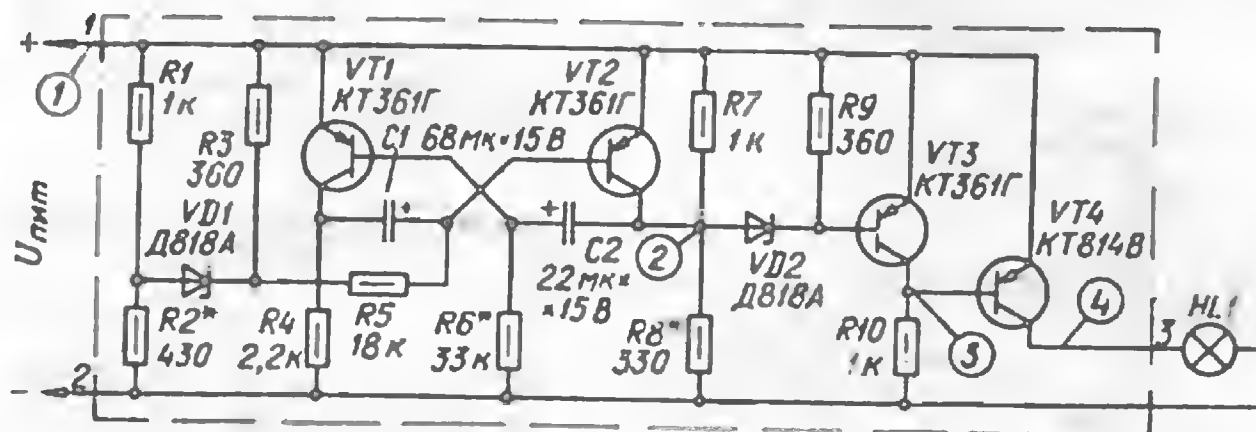 +
1
1
R1
1к
R3
360
VD1
Д818А
R2*
430
R4
2,2к
VT1
КТ361Г
C1 68мк×15В
+
R5
18к
R6*
33к
VT2
КТ361Г
+
C2
22мк×
×15В
2
R7
1к
R8*
330
VD2
Д818А
R9
360
VT3
КТ361Г
VT4
КТ814В
R10
1к
3
4
3
HL1
Uпит
-
2